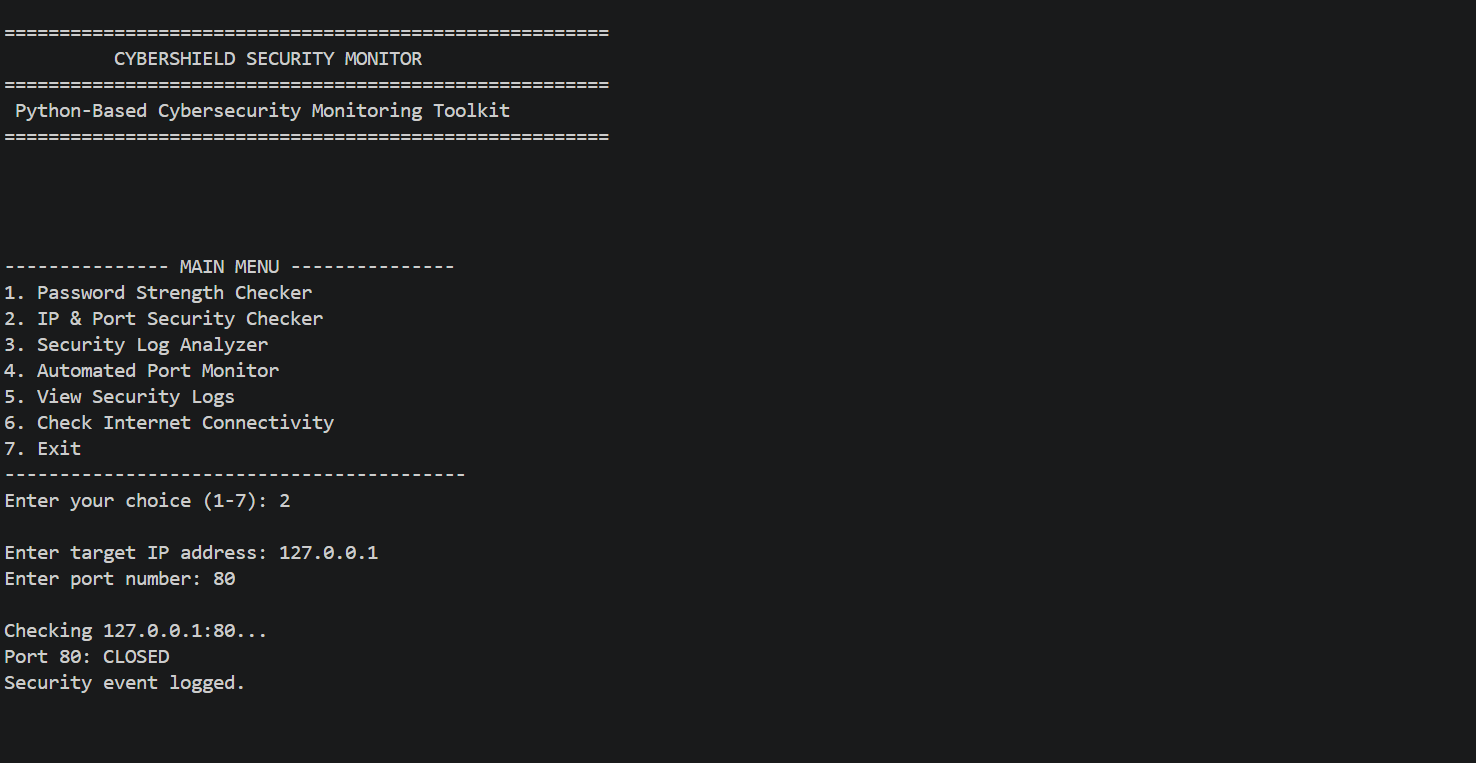 =======================================================
CYBERSHIELD SECURITY MONITOR
=======================================================
Python-Based Cybersecurity Monitoring Toolkit
=======================================================
--------------- MAIN MENU ---------------
1. Password Strength Checker
2. IP & Port Security Checker
3. Security Log Analyzer
4. Automated Port Monitor
5. View Security Logs
6. Check Internet Connectivity
7. Exit
------------------------------------------
Enter your choice (1-7): 2
Enter target IP address: 127.0.0.1
Enter port number: 80
Checking 127.0.0.1:80...
Port 80: CLOSED
Security event logged.